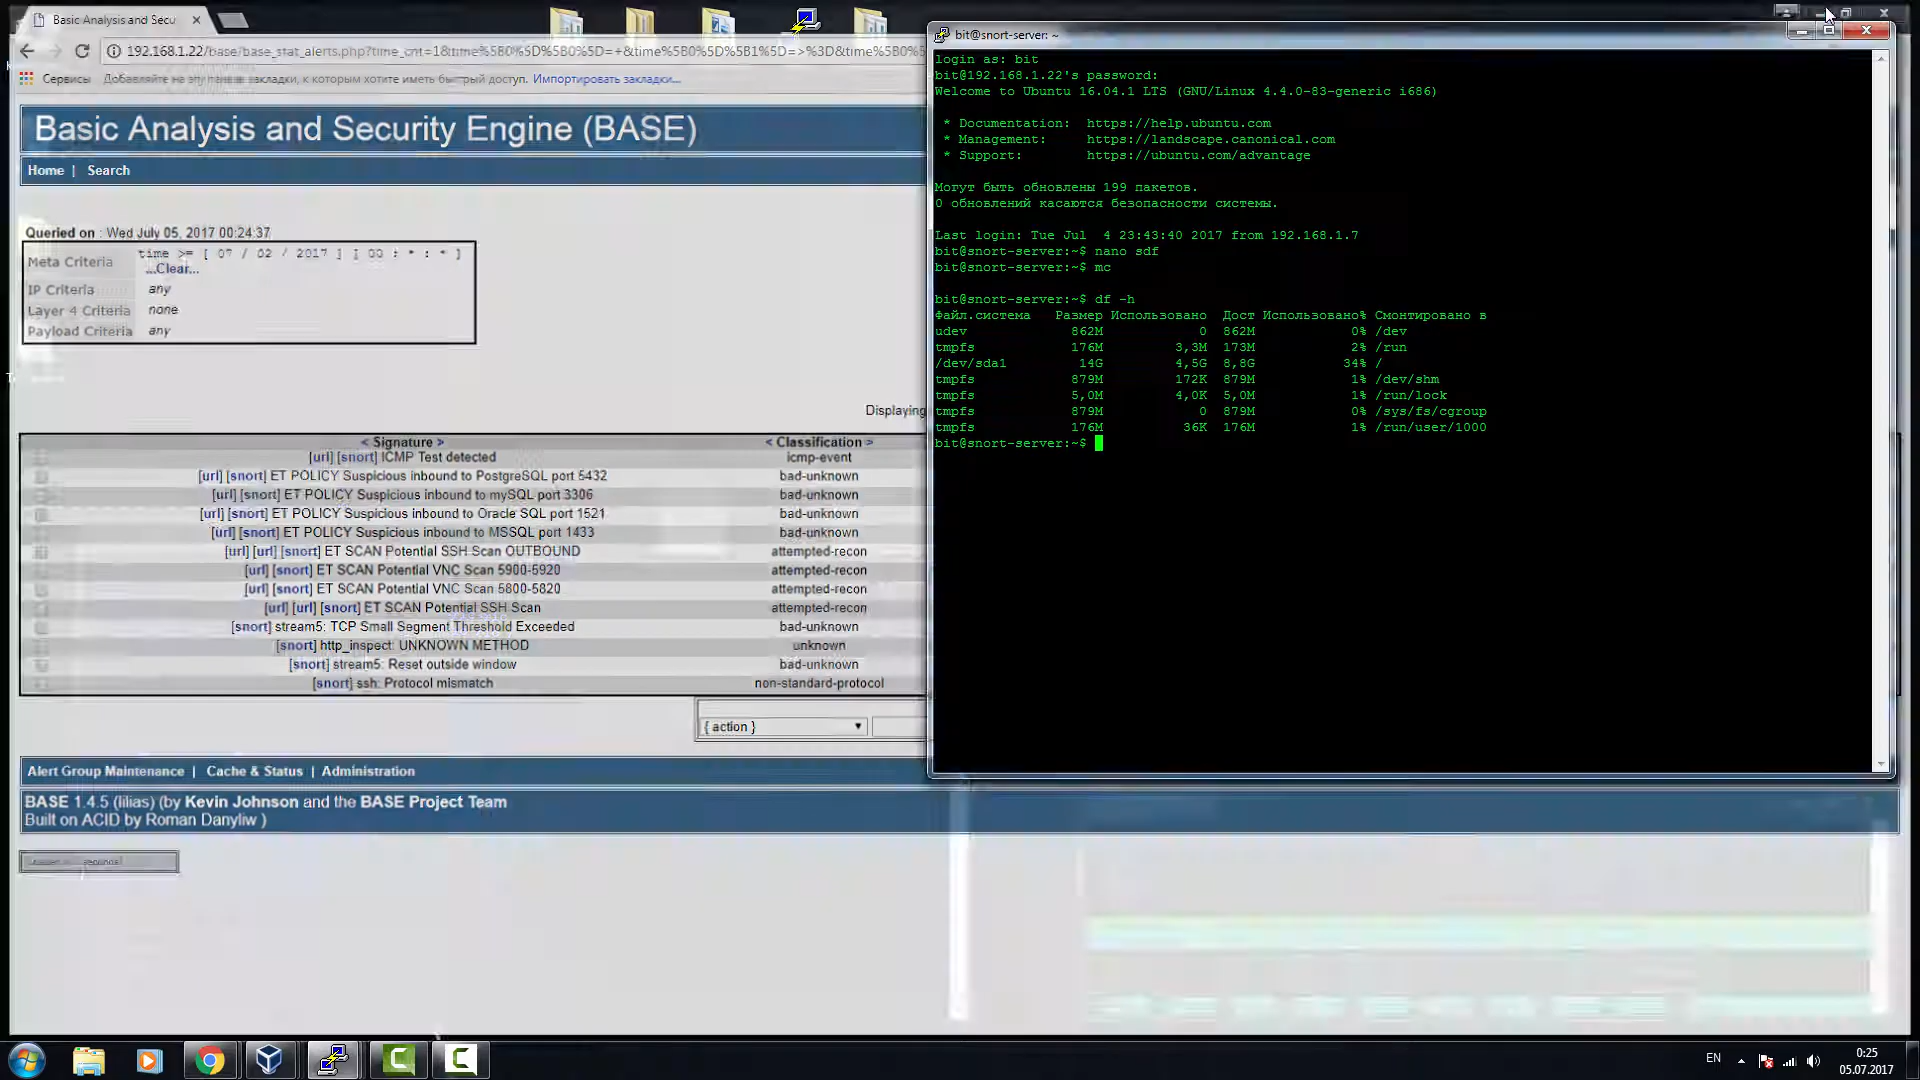 Basic Analysis and Secu
192.168.1.22/base/base_stat_alerts.php?time_cnt=1&time%5B0%5D%5B0%5D=+&time%5B0%5D%5B1%5D=>%3D&time%5B0%5
Сервисы Добавляйте на эту панель закладки, к которым хотите иметь быстрый доступ. Импортировать закладки...
Basic Analysis and Security Engine (BASE)
Home | Search
Queried on : Wed July 05, 2017 00:24:37
Meta Criteria time >= [ 07 / 02 / 2017 ] [ 00 : * : * ]
...Clear...
IP Criteria any
Layer 4 Criteria none
Payload Criteria any
Displaying
< Signature > < Classification >
[url] [snort] ICMP Test detected icmp-event
[url] [snort] ET POLICY Suspicious inbound to PostgreSQL port 5432 bad-unknown
[url] [snort] ET POLICY Suspicious inbound to mySQL port 3306 bad-unknown
[url] [snort] ET POLICY Suspicious inbound to Oracle SQL port 1521 bad-unknown
[url] [snort] ET POLICY Suspicious inbound to MSSQL port 1433 bad-unknown
[url] [url] [snort] ET SCAN Potential SSH Scan OUTBOUND attempted-recon
[url] [snort] ET SCAN Potential VNC Scan 5900-5920 attempted-recon
[url] [snort] ET SCAN Potential VNC Scan 5800-5820 attempted-recon
[url] [url] [snort] ET SCAN Potential SSH Scan attempted-recon
[snort] stream5: TCP Small Segment Threshold Exceeded bad-unknown
[snort] http_inspect: UNKNOWN METHOD unknown
[snort] stream5: Reset outside window bad-unknown
[snort] ssh: Protocol mismatch non-standard-protocol
{ action }
Alert Group Maintenance | Cache & Status | Administration
BASE 1.4.5 (lilias) (by Kevin Johnson and the BASE Project Team
Built on ACID by Roman Danyliw )
bit@snort-server: ~
login as: bit
bit@192.168.1.22's password:
Welcome to Ubuntu 16.04.1 LTS (GNU/Linux 4.4.0-83-generic i686)
* Documentation: https://help.ubuntu.com
* Management: https://landscape.canonical.com
* Support: https://ubuntu.com/advantage
Могут быть обновлены 199 пакетов.
0 обновлений касаются безопасности системы.
Last login: Tue Jul 4 23:43:40 2017 from 192.168.1.7
bit@snort-server:~$ nano sdf
bit@snort-server:~$ mc
bit@snort-server:~$ df -h
Файл.система Размер Использовано Дост Использовано% Смонтировано в
udev 862M 0 862M 0% /dev
tmpfs 176M 3,3M 173M 2% /run
/dev/sda1 14G 4,5G 8,8G 34% /
tmpfs 879M 172K 879M 1% /dev/shm
tmpfs 5,0M 4,0K 5,0M 1% /run/lock
tmpfs 879M 0 879M 0% /sys/fs/cgroup
tmpfs 176M 36K 176M 1% /run/user/1000
bit@snort-server:~$
EN
0:25
05.07.2017